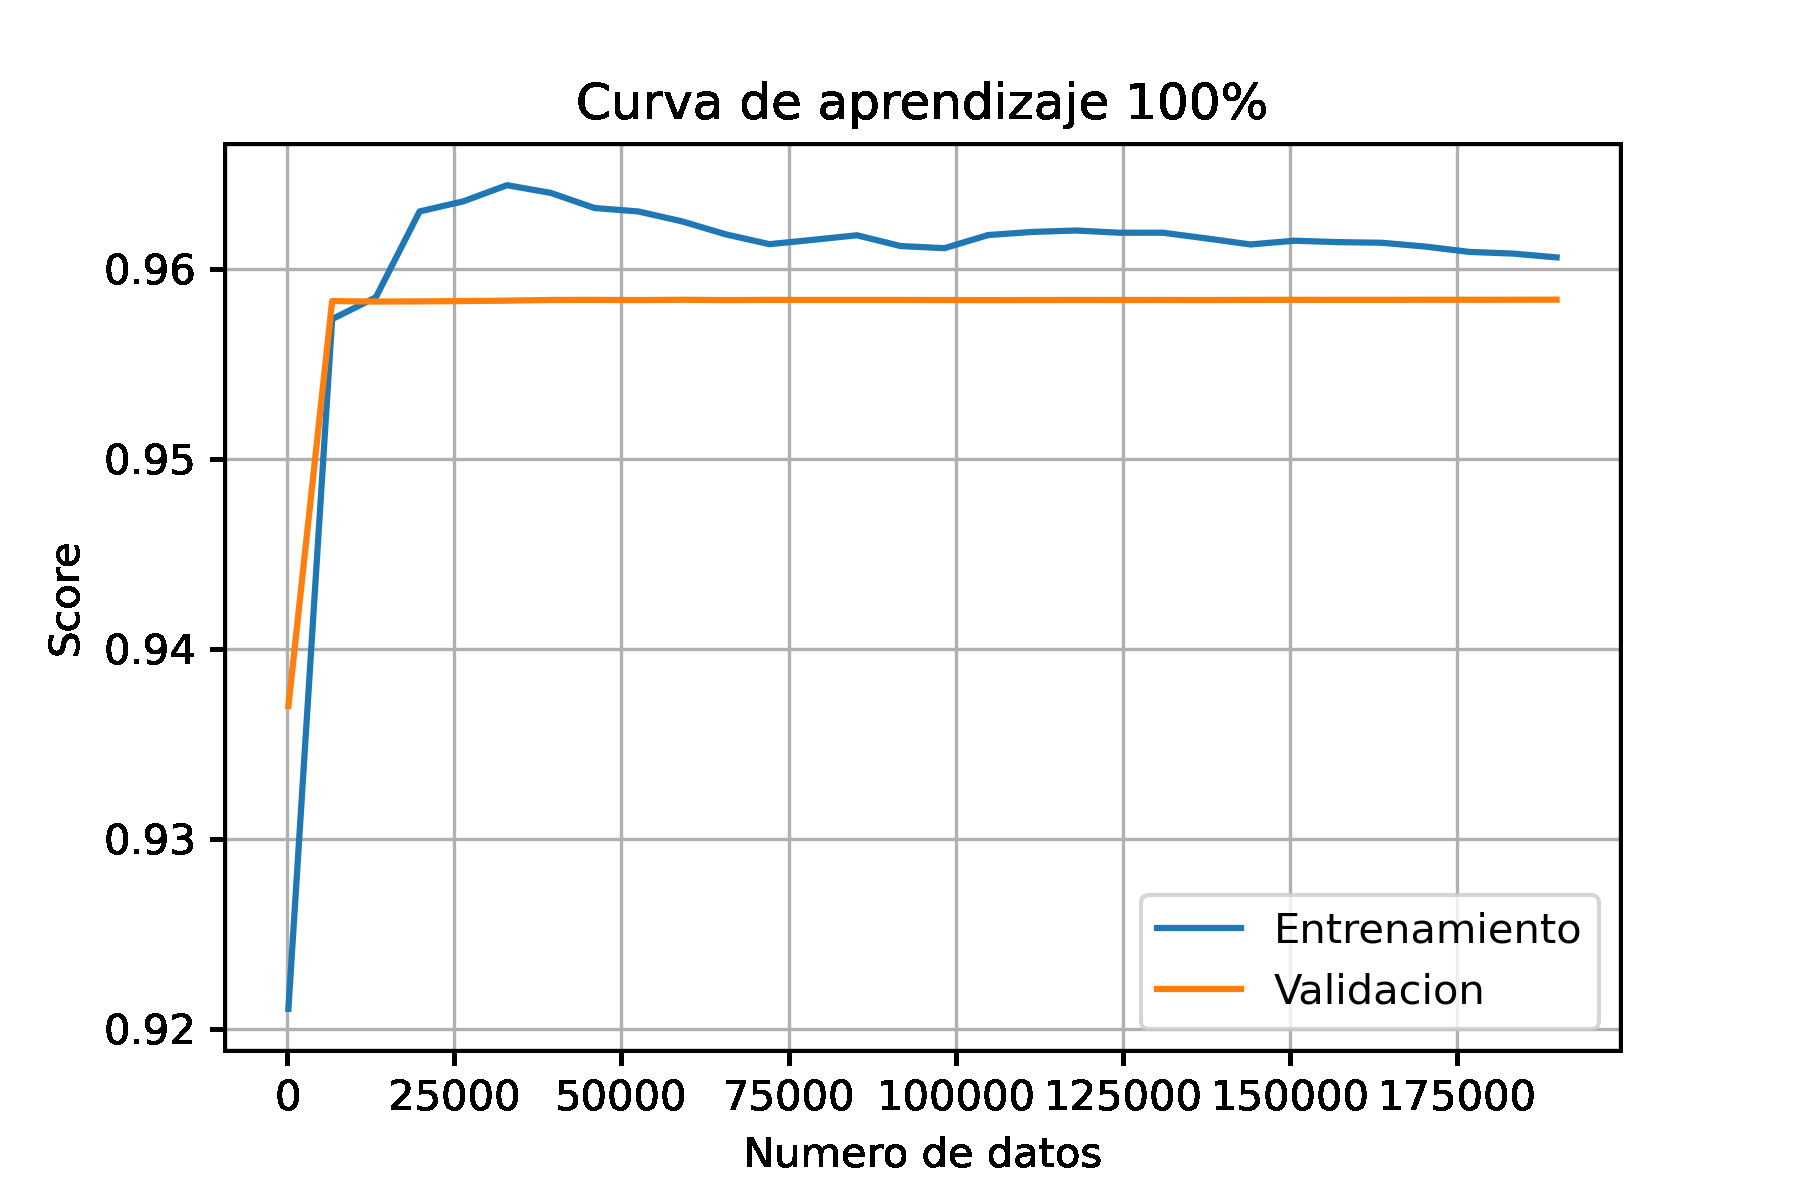 Curva de aprendizaje 100%
0.96
0.95
0.94
0.93
0.92
Score
Entrenamiento
Validacion
0 25000 50000 75000 100000 125000 150000 175000
Numero de datos